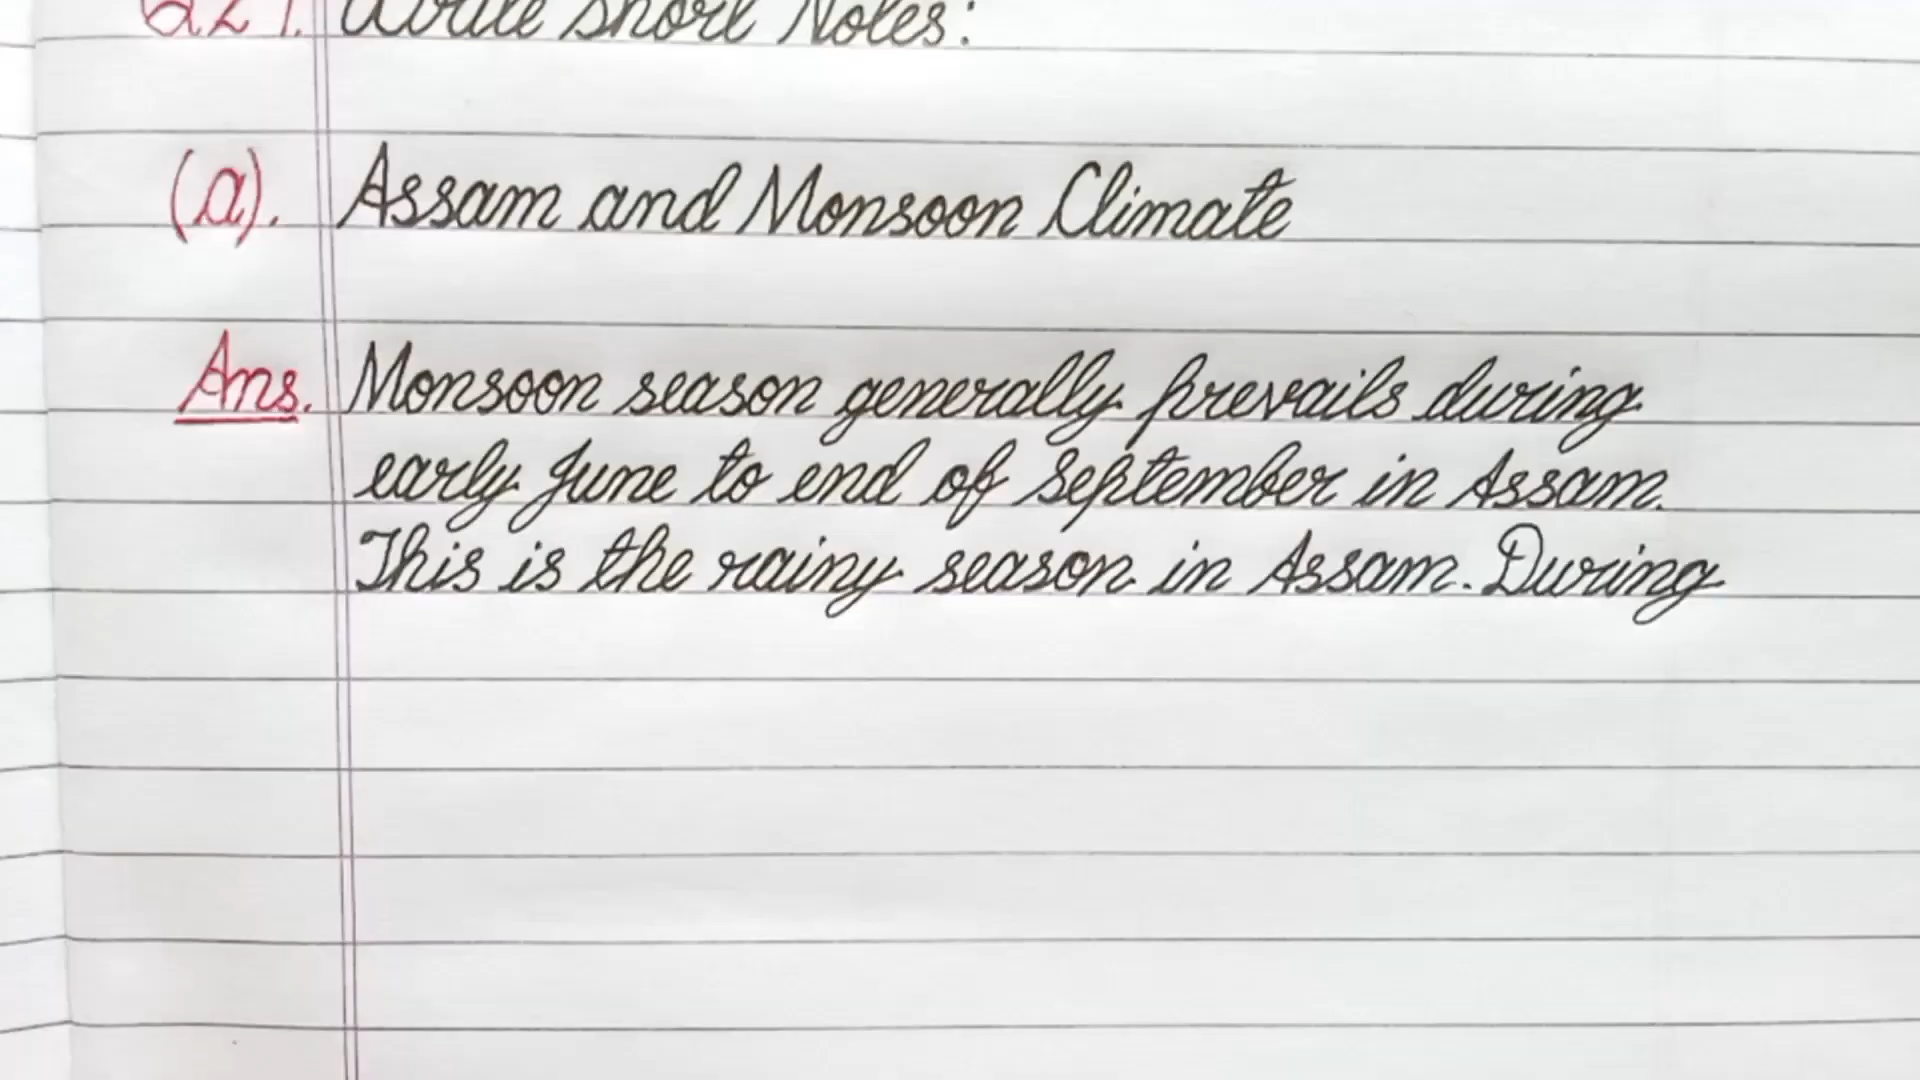 Write Short Notes:
(a). Assam and Monsoon Climate
Ans. Monsoon season generally prevails during
early June to end of September in Assam.
This is the rainy season in Assam. During